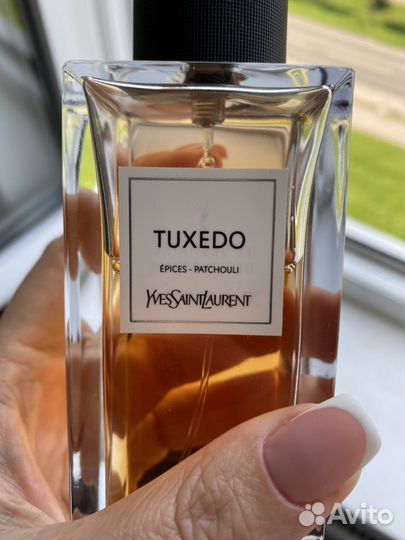 TUXEDO
ÉPICES - PATCHOULI
YVESSAINTLAURENT
Avito